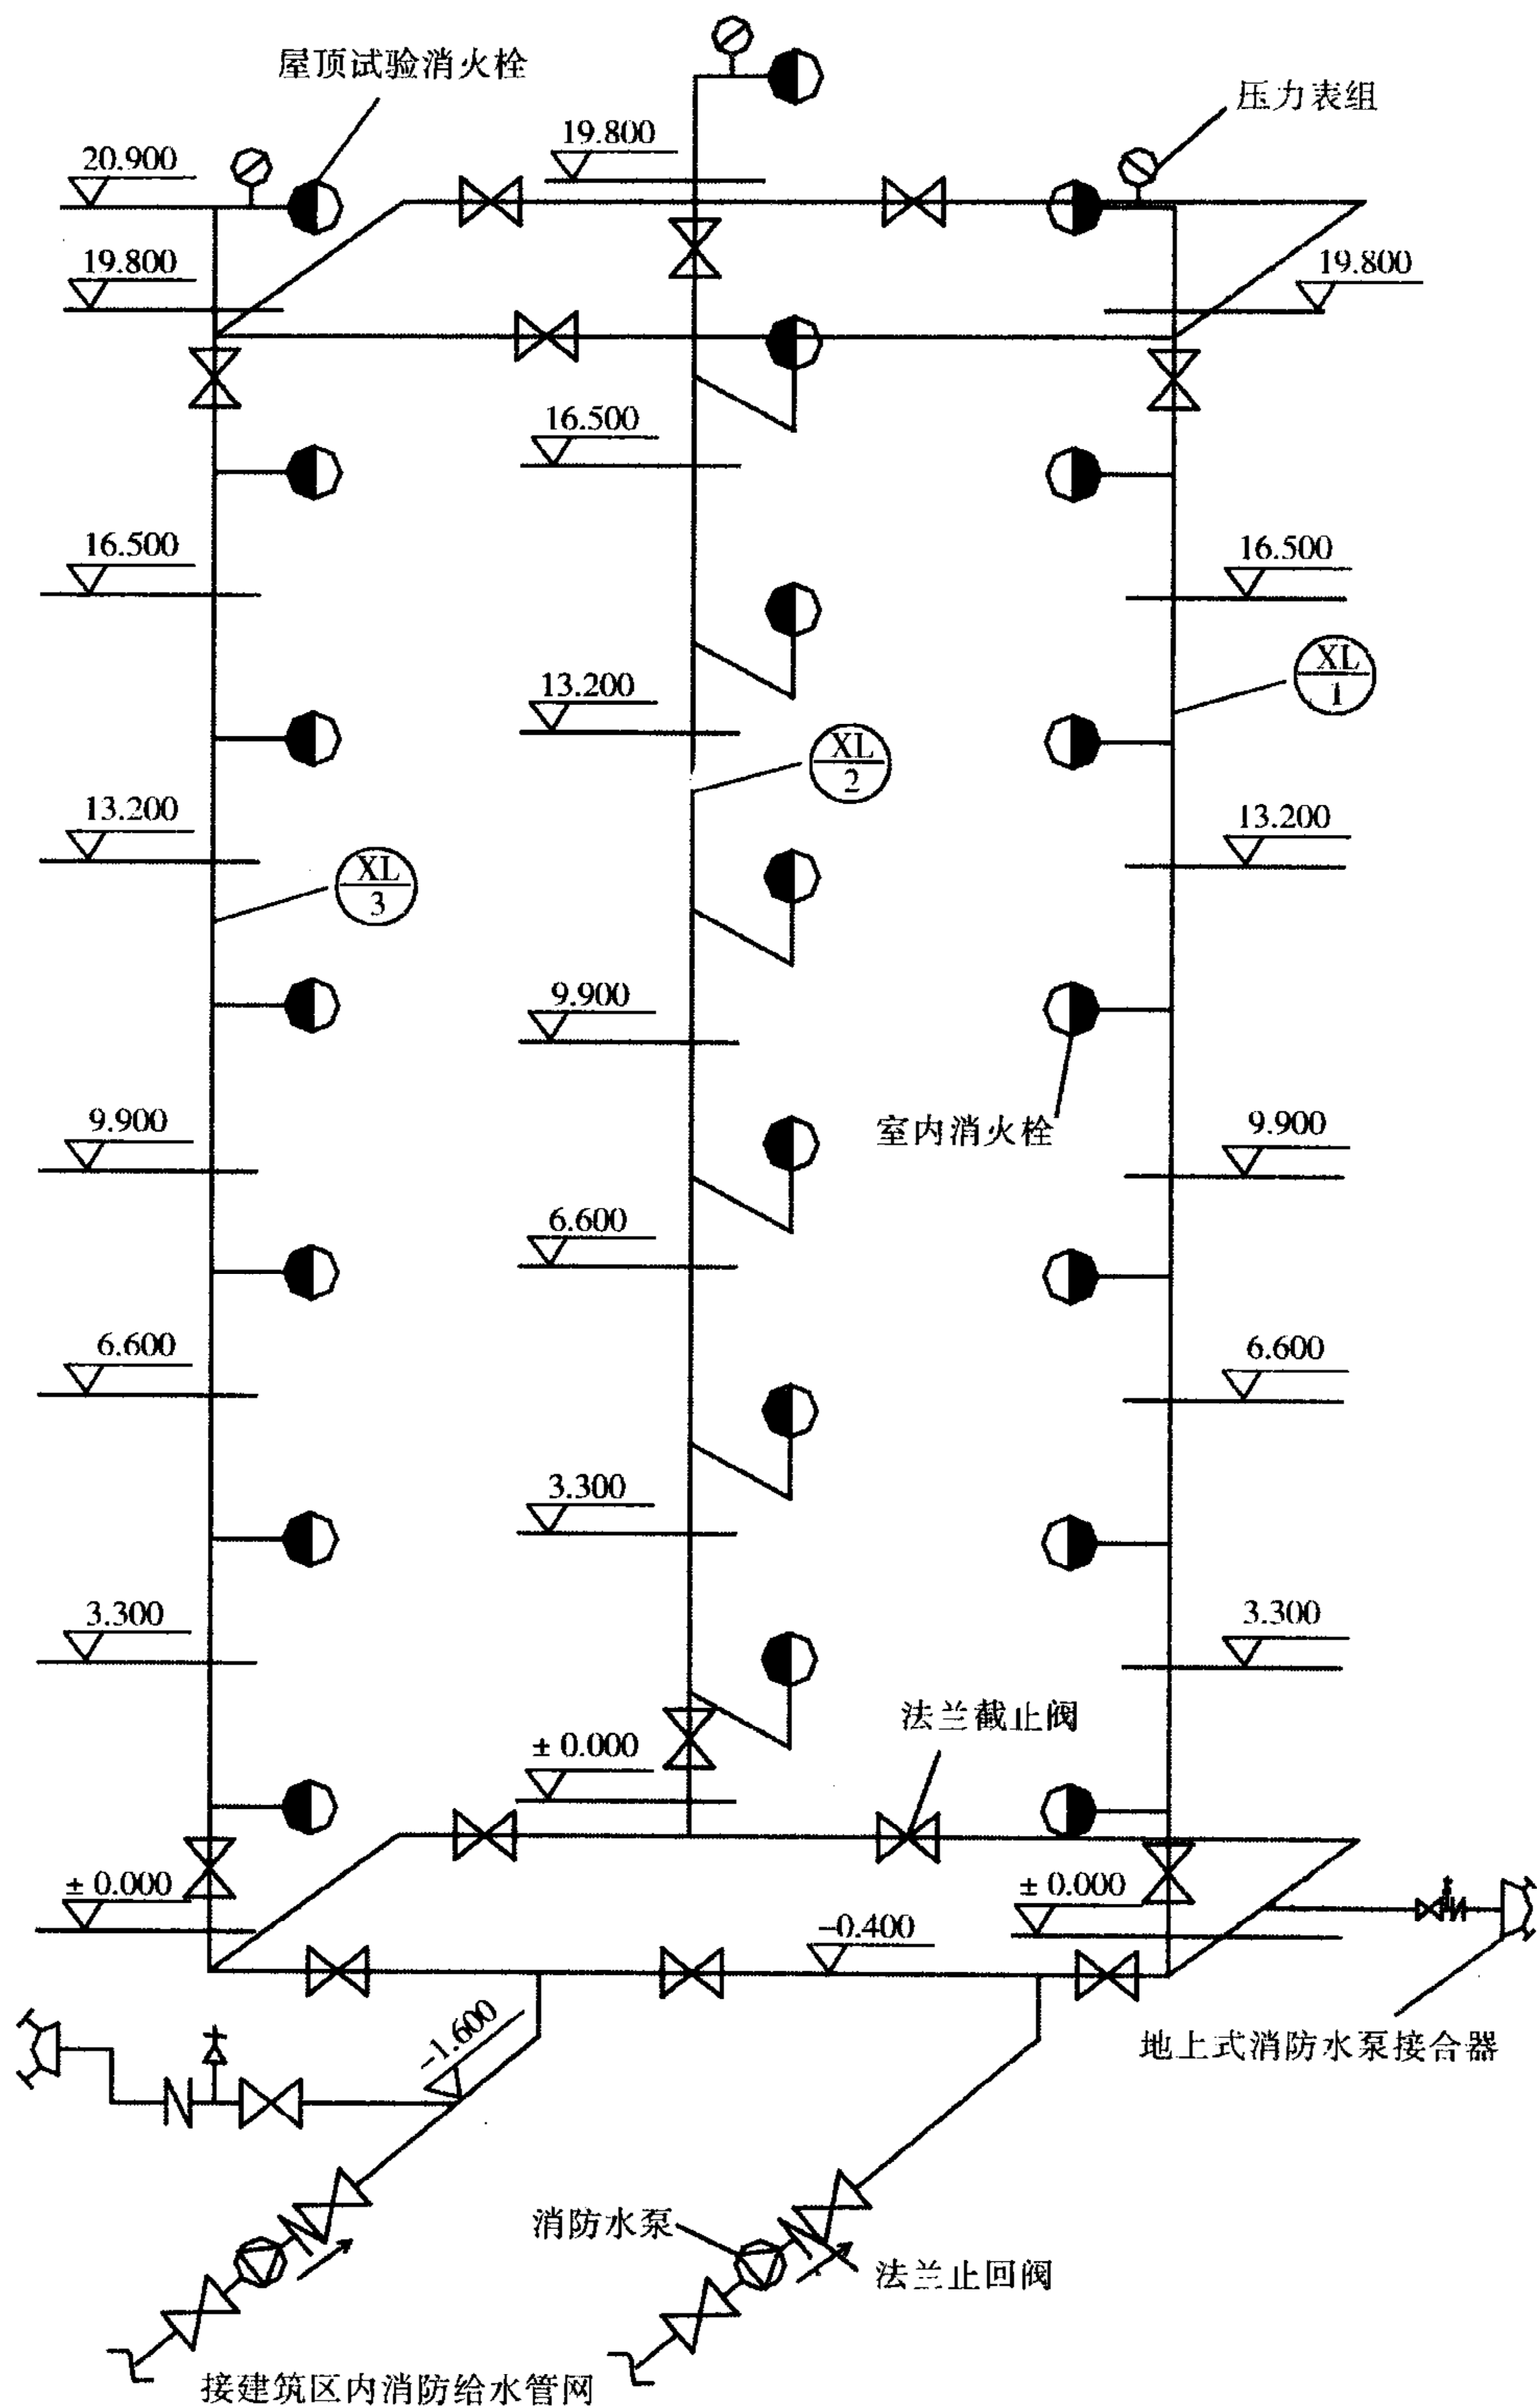 屋顶试验消火栓
压力表组
20.900
19.800
19.800
19.800
16.500
16.500
16.500
XL
1
13.200
XL
2
13.200
13.200
XL
3
9.900
室内消火栓
9.900
9.900
6.600
6.600
6.600
3.300
3.300
3.300
法兰截止阀
± 0.000
± 0.000
± 0.000
-0.400
-1.600
地上式消防水泵接合器
消防水泵
法兰止回阀
接建筑区内消防给水管网